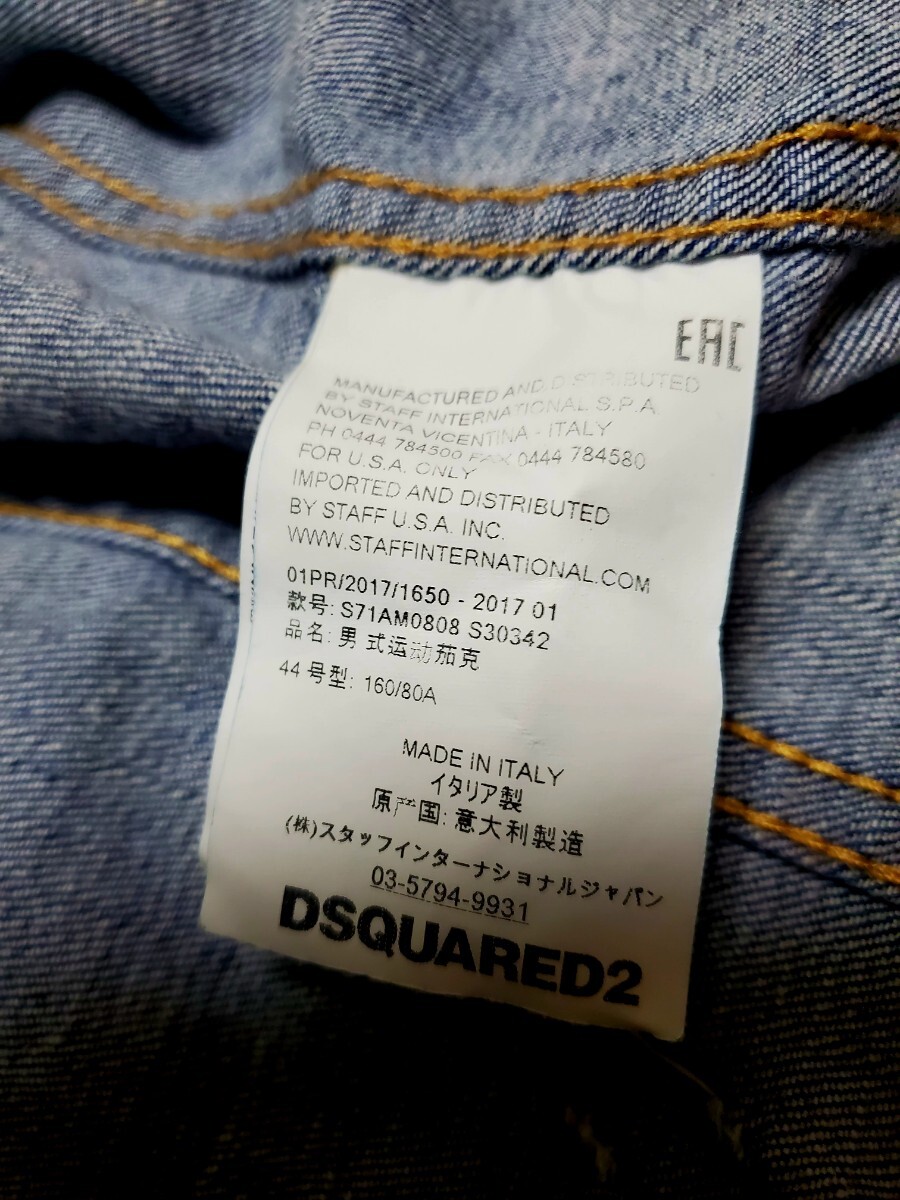 EAC
MANUFACTURED AND DISTRIBUTED
BY STAFF INTERNATIONAL S.P.A
NOVENTA VICENTINA - ITALY
PH 0444 784500 FAX 0444 784580
FOR U.S.A. ONLY
IMPORTED AND DISTRIBUTED
BY STAFF U.S.A. INC.
WWW.STAFFINTERNATIONAL.COM
01PR/2017/1650 - 2017 01
款号: S71AM0808 S30342
品名: 男式运动茄克
44 号型: 160/80A
MADE IN ITALY
イタリア製
原产国: 意大利製造
(株)スタッフインターナショナルジャパン
03-5794-9931
DSQUARED2